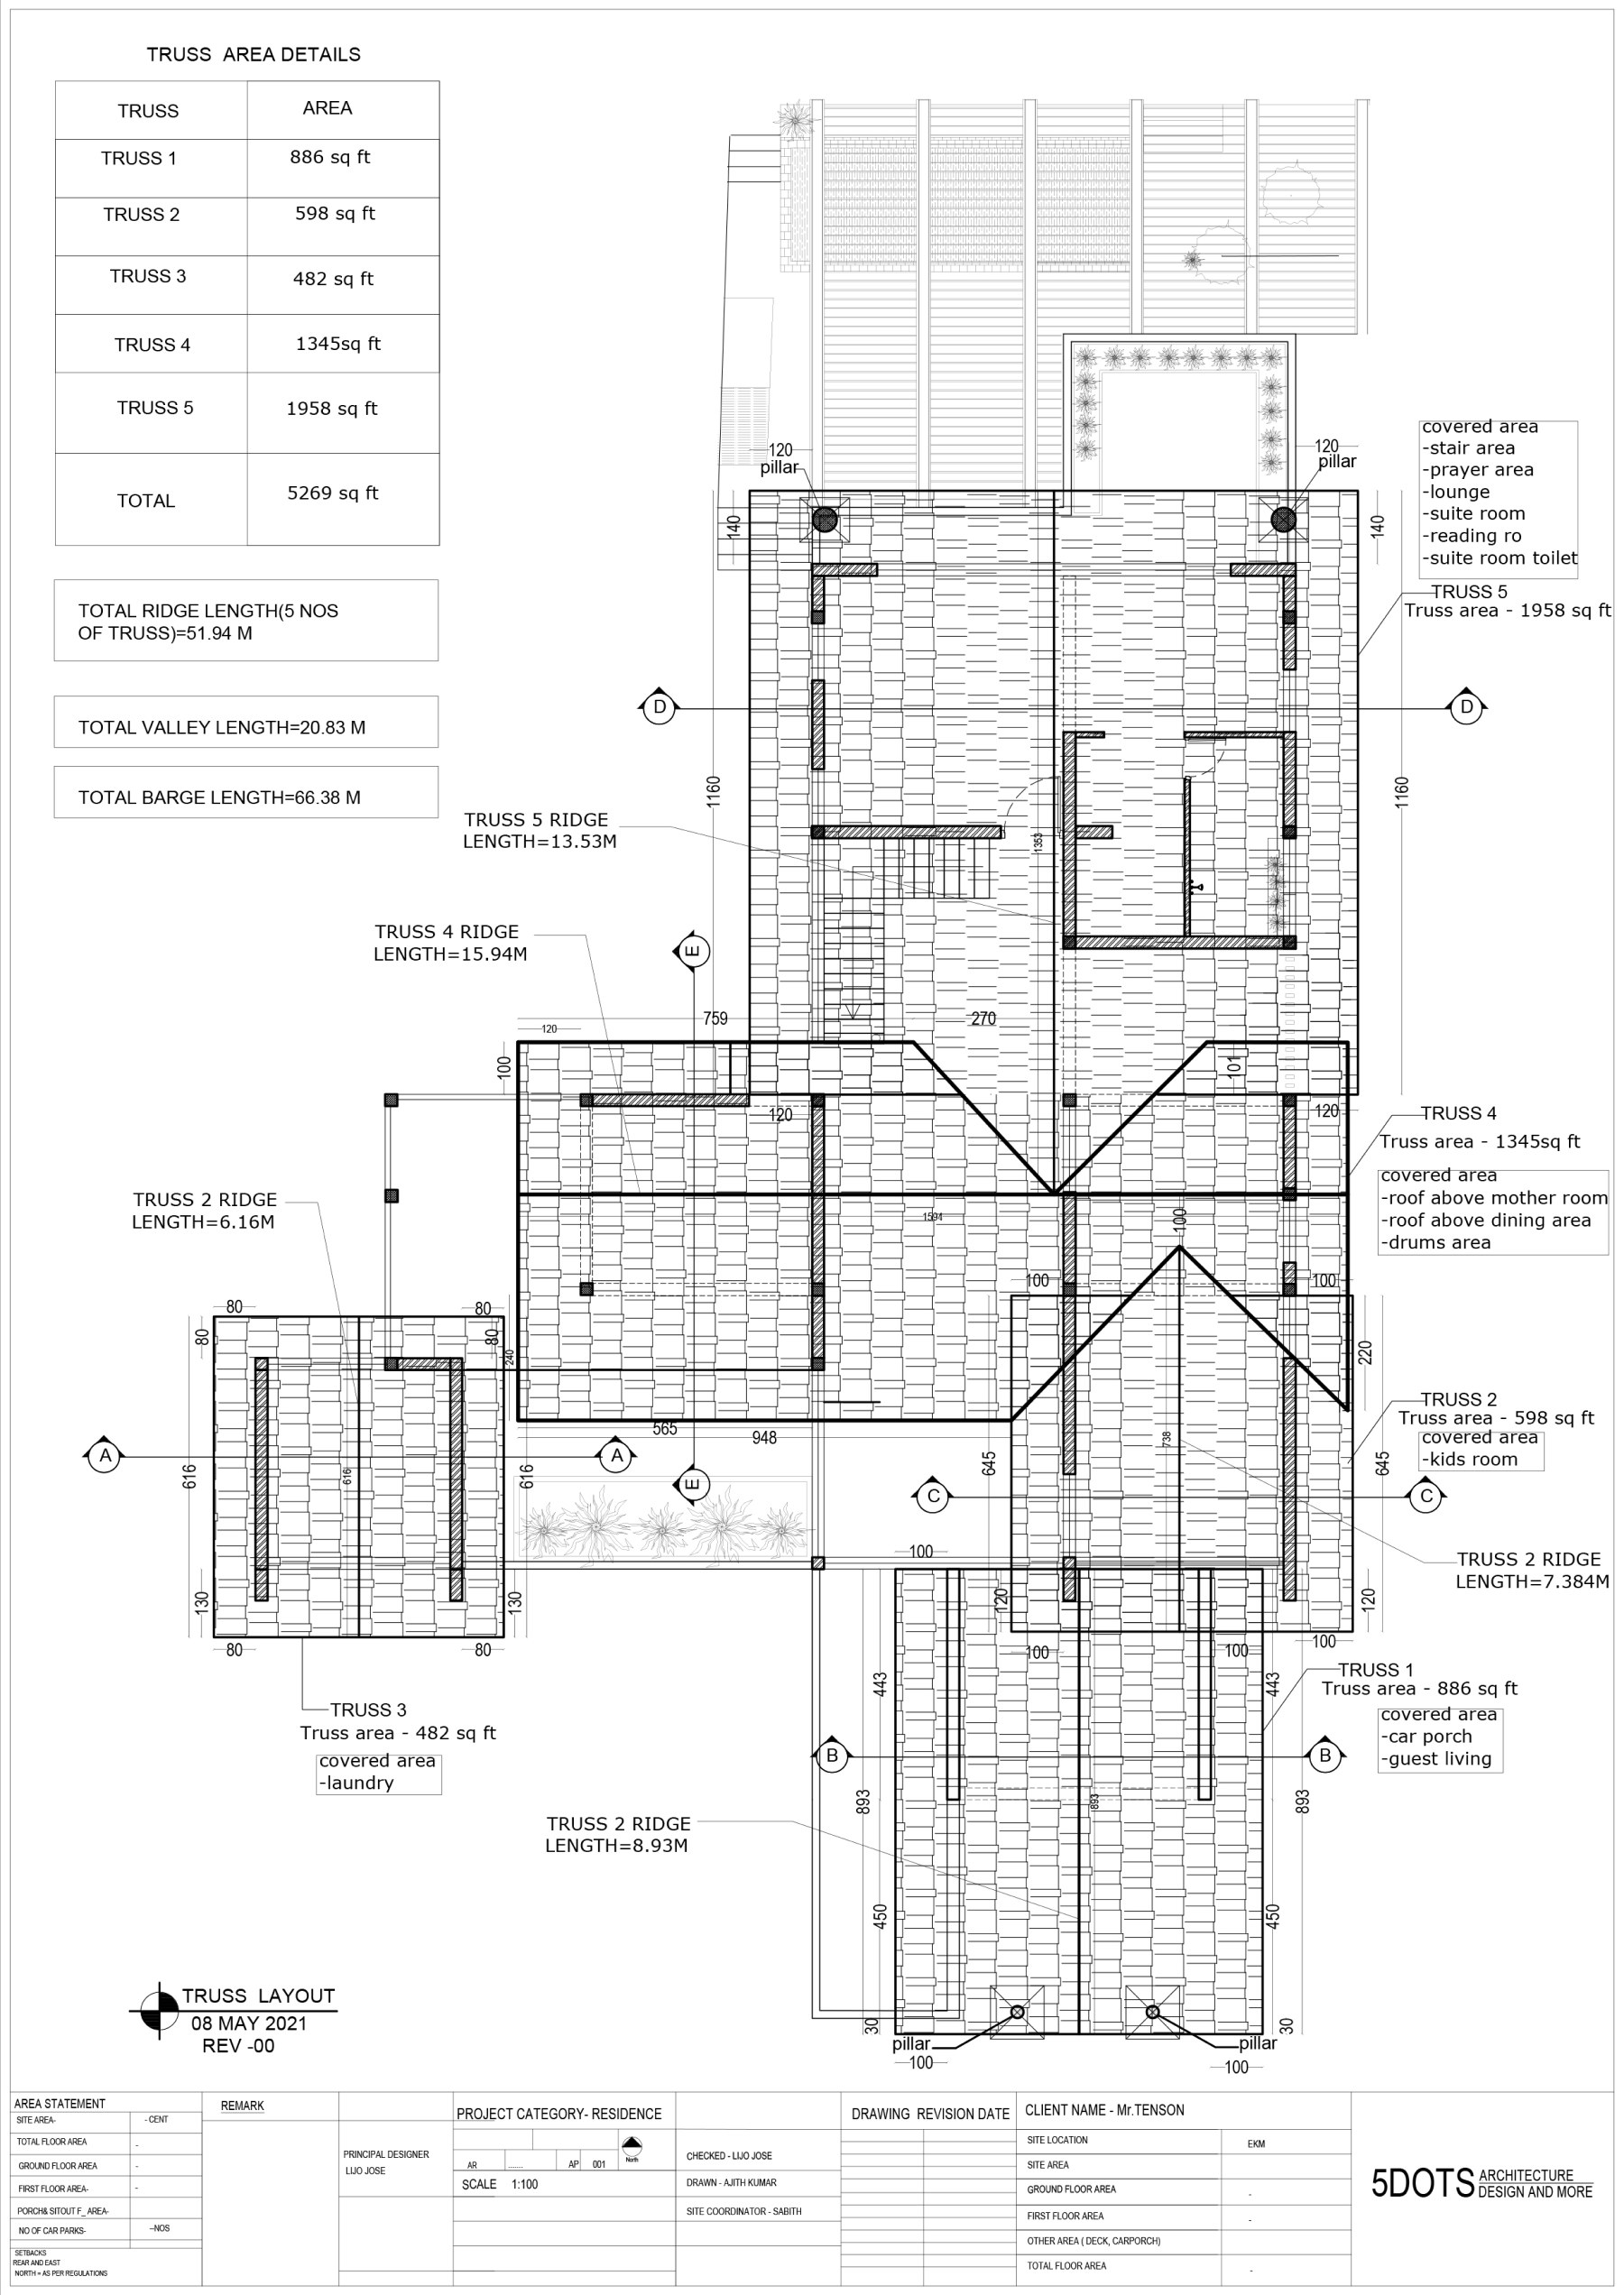 TRUSS AREA DETAILS
TRUSS AREA
TRUSS 1 886 sq ft
TRUSS 2 598 sq ft
TRUSS 3 482 sq ft
TRUSS 4 1345sq ft
TRUSS 5 1958 sq ft
TOTAL 5269 sq ft
TOTAL RIDGE LENGTH(5 NOS
OF TRUSS)=51.94 M
TOTAL VALLEY LENGTH=20.83 M
TOTAL BARGE LENGTH=66.38 M
120
pillar
120
pillar
covered area
-stair area
-prayer area
-lounge
-suite room
-reading ro
-suite room toilet
140
140
TRUSS 5
Truss area - 1958 sq ft
D
D
1160
1160
TRUSS 5 RIDGE
LENGTH=13.53M
1353
TRUSS 4 RIDGE
LENGTH=15.94M
E
759
270
120
100
101
120
120
TRUSS 4
Truss area - 1345sq ft
covered area
-roof above mother room
-roof above dining area
-drums area
TRUSS 2 RIDGE
LENGTH=6.16M
1594
100
100
100
80
80
80
80
240
220
TRUSS 2
Truss area - 598 sq ft
covered area
-kids room
565
948
738
A
A
616
616
616
645
645
E
C
C
100
TRUSS 2 RIDGE
LENGTH=7.384M
130
130
120
120
80
80
100
100
100
TRUSS 3
Truss area - 482 sq ft
covered area
-laundry
443
443
TRUSS 1
Truss area - 886 sq ft
covered area
-car porch
-guest living
B
B
893
893
893
TRUSS 2 RIDGE
LENGTH=8.93M
450
450
30
30
pillar
pillar
100
100
TRUSS LAYOUT
08 MAY 2021
REV -00
AREA STATEMENT
SITE AREA- - CENT
TOTAL FLOOR AREA -
GROUND FLOOR AREA -
FIRST FLOOR AREA- -
PORCH& SITOUT F_ AREA-
NO OF CAR PARKS- --NOS
SETBACKS
REAR AND EAST
NORTH = AS PER REGULATIONS
REMARK
PRINCIPAL DESIGNER
LIJO JOSE
PROJECT CATEGORY- RESIDENCE
AR ....... AP 001
North
SCALE 1:100
CHECKED - LIJO JOSE
DRAWN - AJITH KUMAR
SITE COORDINATOR - SABITH
DRAWING REVISION DATE
CLIENT NAME - Mr.TENSON
SITE LOCATION EKM
SITE AREA
GROUND FLOOR AREA -
FIRST FLOOR AREA -
OTHER AREA ( DECK, CARPORCH)
TOTAL FLOOR AREA -
5DOTS ARCHITECTURE
DESIGN AND MORE